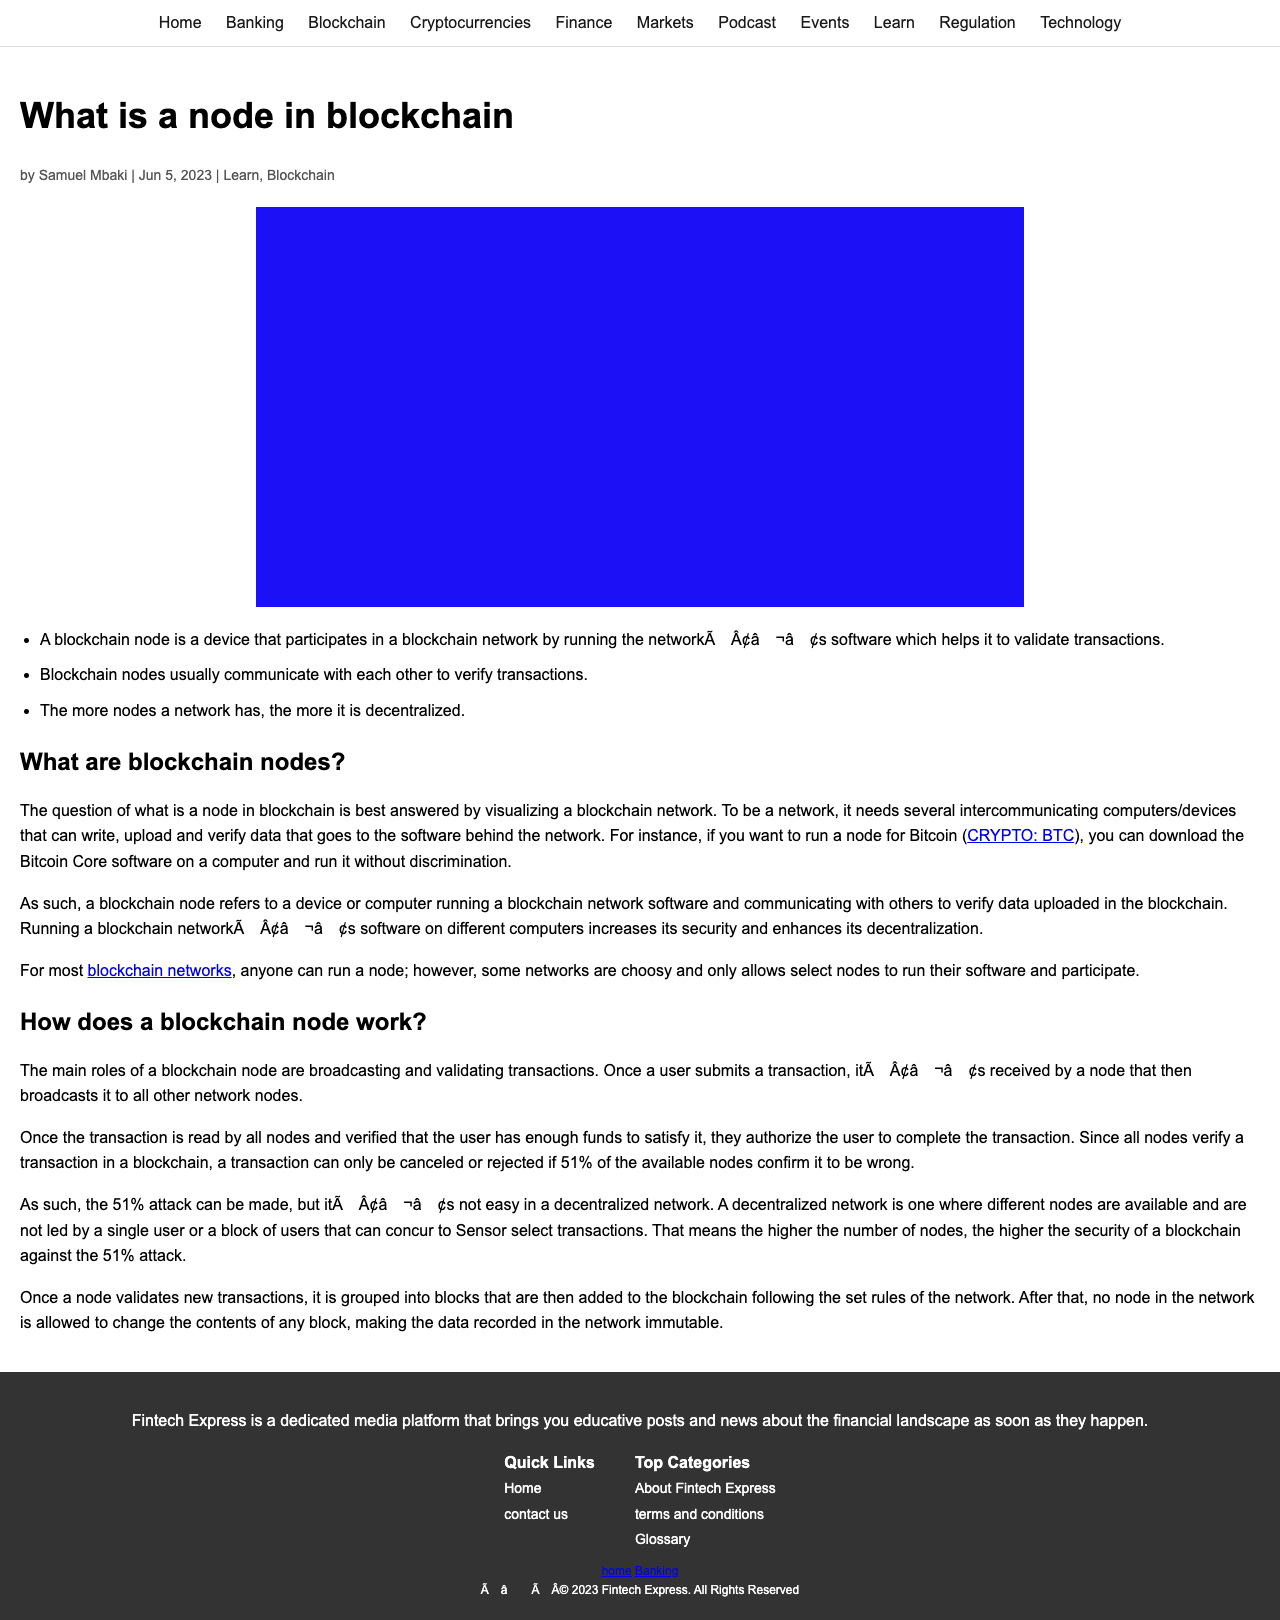 Home Banking Blockchain Cryptocurrencies Finance Markets Podcast Events Learn Regulation Technology
What is a node in blockchain
by Samuel Mbaki | Jun 5, 2023 | Learn, Blockchain
• A blockchain node is a device that participates in a blockchain network by running the networkÃ Â¢â ¬â ¢s software which helps it to validate transactions.
• Blockchain nodes usually communicate with each other to verify transactions.
• The more nodes a network has, the more it is decentralized.
What are blockchain nodes?
The question of what is a node in blockchain is best answered by visualizing a blockchain network. To be a network, it needs several intercommunicating computers/devices
that can write, upload and verify data that goes to the software behind the network. For instance, if you want to run a node for Bitcoin (CRYPTO: BTC), you can download the
Bitcoin Core software on a computer and run it without discrimination.
As such, a blockchain node refers to a device or computer running a blockchain network software and communicating with others to verify data uploaded in the blockchain.
Running a blockchain networkÃ Â¢â ¬â ¢s software on different computers increases its security and enhances its decentralization.
For most blockchain networks, anyone can run a node; however, some networks are choosy and only allows select nodes to run their software and participate.
How does a blockchain node work?
The main roles of a blockchain node are broadcasting and validating transactions. Once a user submits a transaction, itÃ Â¢â ¬â ¢s received by a node that then
broadcasts it to all other network nodes.
Once the transaction is read by all nodes and verified that the user has enough funds to satisfy it, they authorize the user to complete the transaction. Since all nodes verify a
transaction in a blockchain, a transaction can only be canceled or rejected if 51% of the available nodes confirm it to be wrong.
As such, the 51% attack can be made, but itÃ Â¢â ¬â ¢s not easy in a decentralized network. A decentralized network is one where different nodes are available and are
not led by a single user or a block of users that can concur to Sensor select transactions. That means the higher the number of nodes, the higher the security of a blockchain
against the 51% attack.
Once a node validates new transactions, it is grouped into blocks that are then added to the blockchain following the set rules of the network. After that, no node in the network
is allowed to change the contents of any block, making the data recorded in the network immutable.
Fintech Express is a dedicated media platform that brings you educative posts and news about the financial landscape as soon as they happen.
Quick Links
Home
contact us
Top Categories
About Fintech Express
terms and conditions
Glossary
home Banking
Ã â Ã Â© 2023 Fintech Express. All Rights Reserved